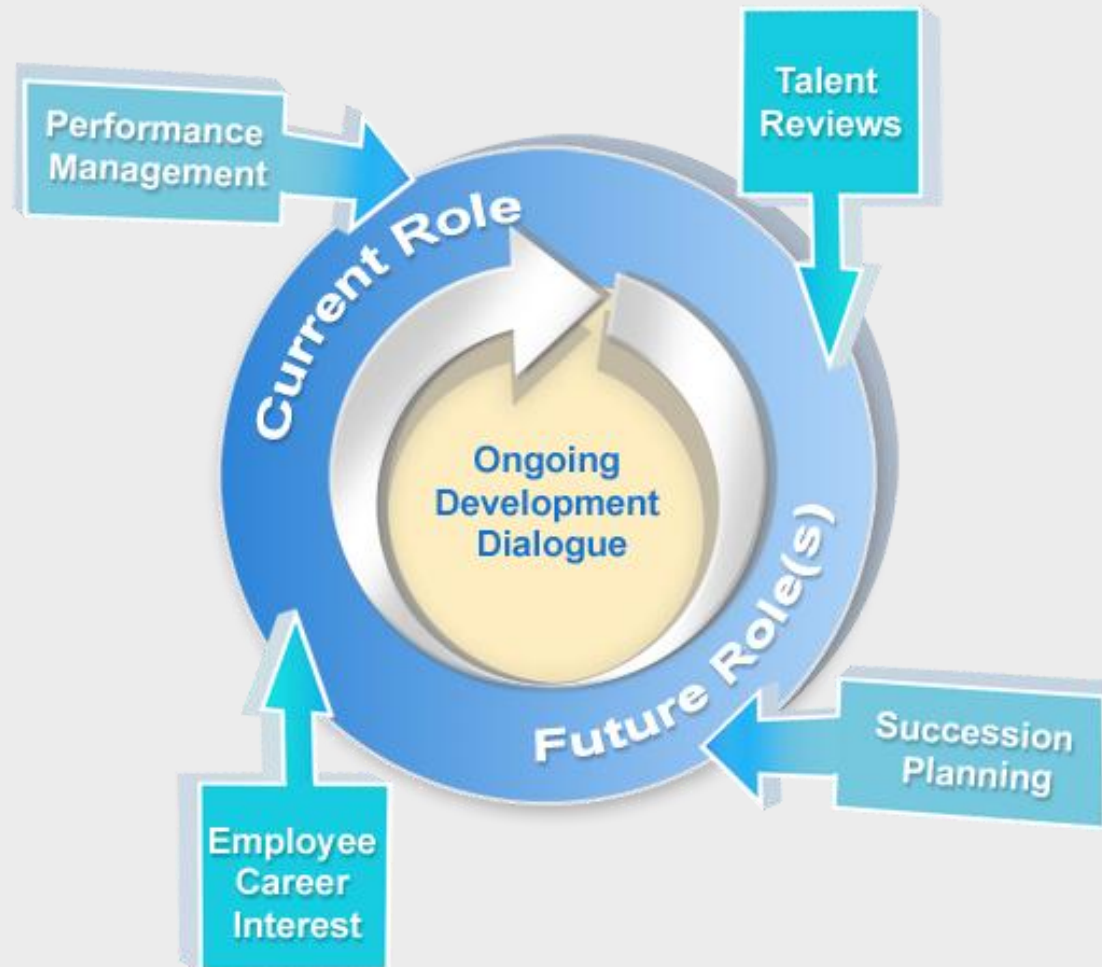 Performance
Management
Talent
Reviews
Current Role
Ongoing
Development
Dialogue
Future Role(s)
Succession
Planning
Employee
Career
Interest